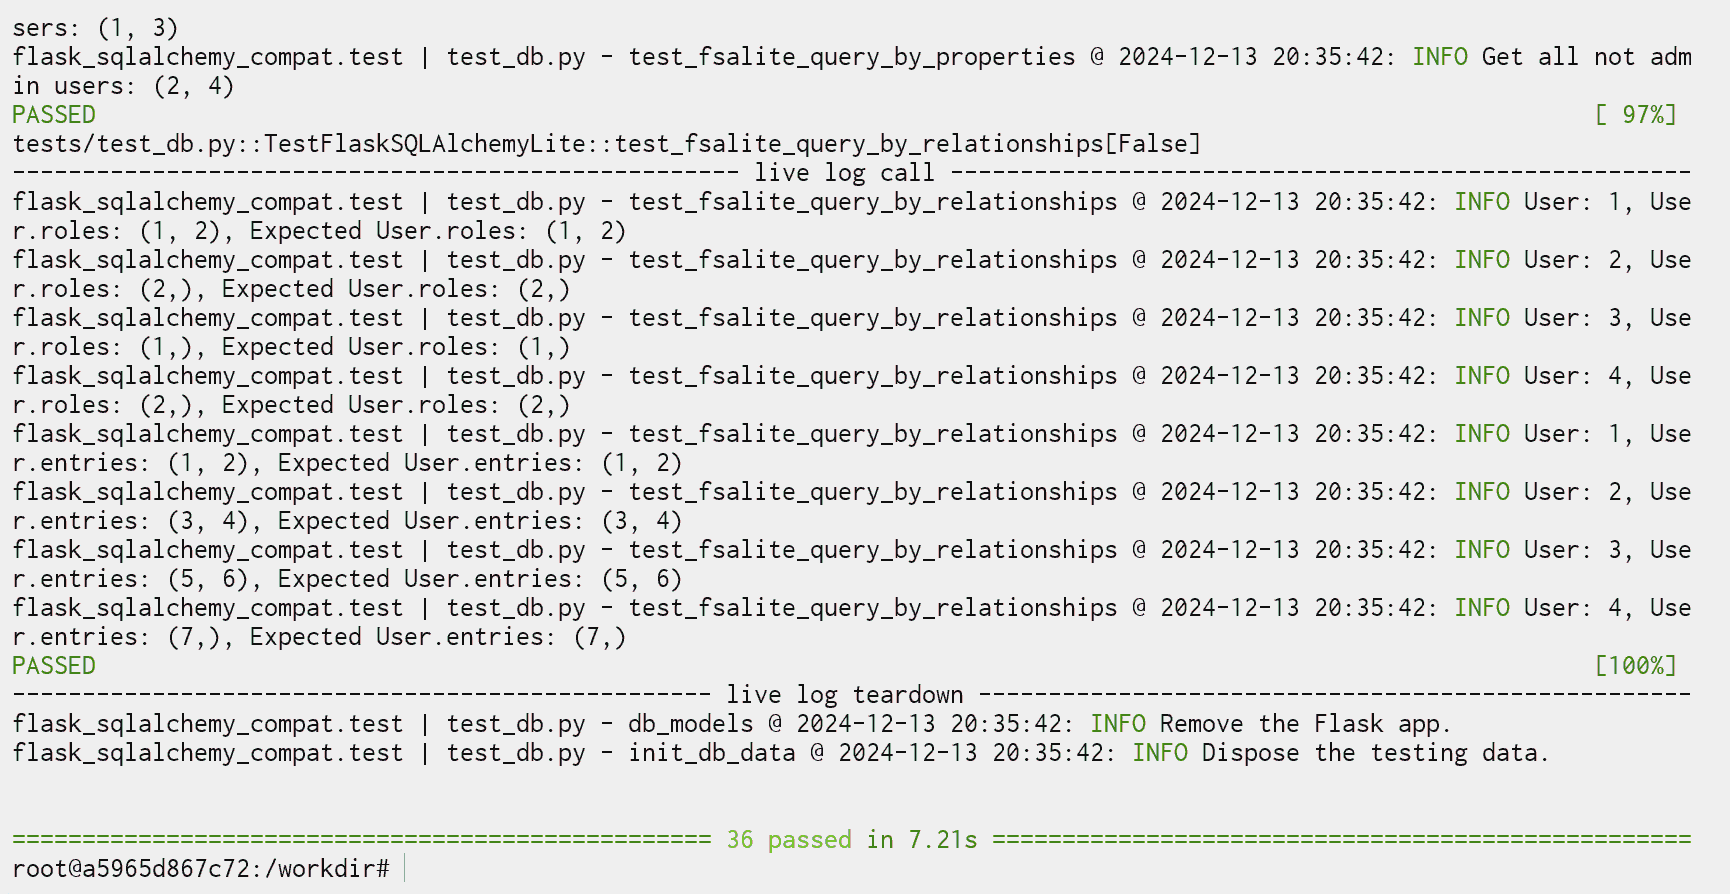 sers: (1, 3)
flask_sqlalchemy_compat.test | test_db.py - test_fsalite_query_by_properties @ 2024-12-13 20:35:42: INFO Get all not adm
in users: (2, 4)
PASSED [ 97%]
tests/test_db.py::TestFlaskSQLAlchemyLite::test_fsalite_query_by_relationships[False]
---------------------------------------------------- live log call -----------------------------------------------------
flask_sqlalchemy_compat.test | test_db.py - test_fsalite_query_by_relationships @ 2024-12-13 20:35:42: INFO User: 1, Use
r.roles: (1, 2), Expected User.roles: (1, 2)
flask_sqlalchemy_compat.test | test_db.py - test_fsalite_query_by_relationships @ 2024-12-13 20:35:42: INFO User: 2, Use
r.roles: (2,), Expected User.roles: (2,)
flask_sqlalchemy_compat.test | test_db.py - test_fsalite_query_by_relationships @ 2024-12-13 20:35:42: INFO User: 3, Use
r.roles: (1,), Expected User.roles: (1,)
flask_sqlalchemy_compat.test | test_db.py - test_fsalite_query_by_relationships @ 2024-12-13 20:35:42: INFO User: 4, Use
r.roles: (2,), Expected User.roles: (2,)
flask_sqlalchemy_compat.test | test_db.py - test_fsalite_query_by_relationships @ 2024-12-13 20:35:42: INFO User: 1, Use
r.entries: (1, 2), Expected User.entries: (1, 2)
flask_sqlalchemy_compat.test | test_db.py - test_fsalite_query_by_relationships @ 2024-12-13 20:35:42: INFO User: 2, Use
r.entries: (3, 4), Expected User.entries: (3, 4)
flask_sqlalchemy_compat.test | test_db.py - test_fsalite_query_by_relationships @ 2024-12-13 20:35:42: INFO User: 3, Use
r.entries: (5, 6), Expected User.entries: (5, 6)
flask_sqlalchemy_compat.test | test_db.py - test_fsalite_query_by_relationships @ 2024-12-13 20:35:42: INFO User: 4, Use
r.entries: (7,), Expected User.entries: (7,)
PASSED [100%]
-------------------------------------------------- live log teardown ---------------------------------------------------
flask_sqlalchemy_compat.test | test_db.py - db_models @ 2024-12-13 20:35:42: INFO Remove the Flask app.
flask_sqlalchemy_compat.test | test_db.py - init_db_data @ 2024-12-13 20:35:42: INFO Dispose the testing data.
================================================== 36 passed in 7.21s ==================================================
root@a5965d867c72:/workdir#